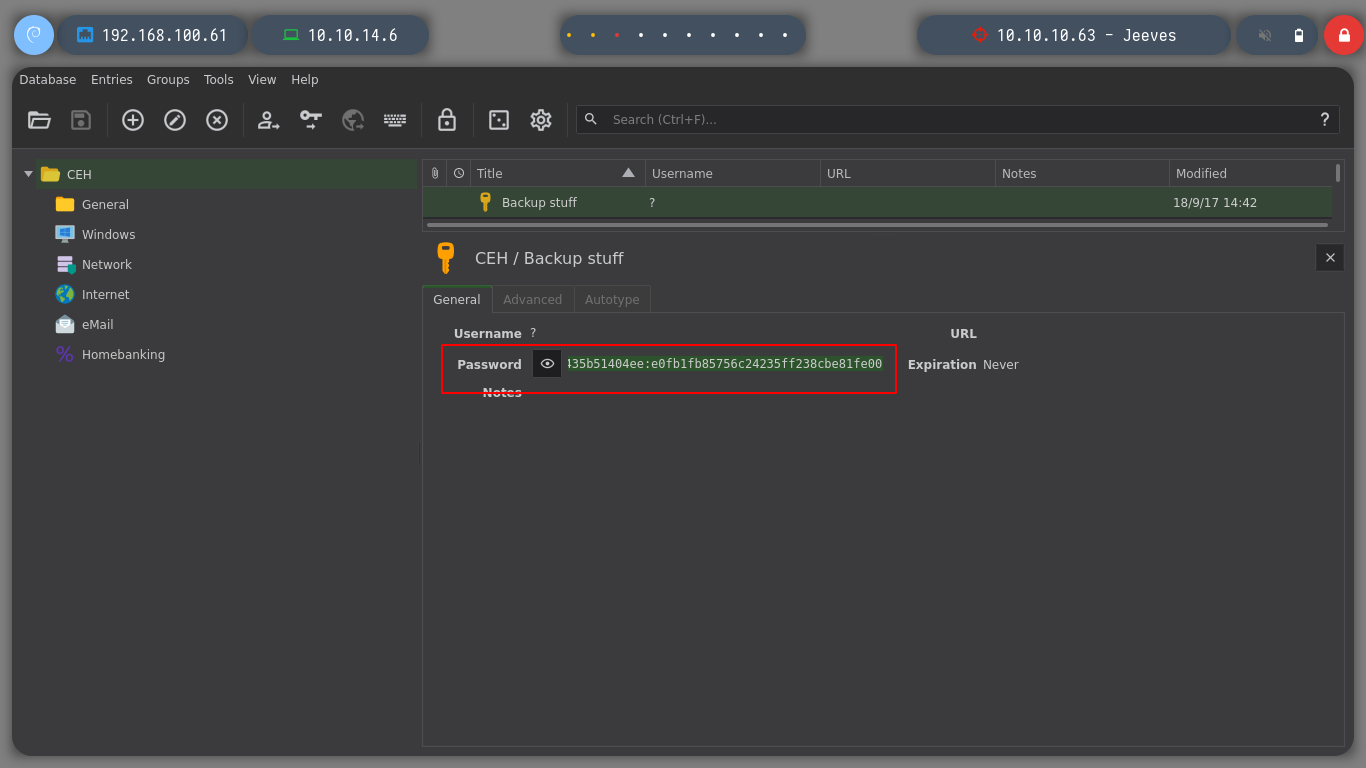 192.168.100.61
10.10.14.6
10.10.10.63 - Jeeves
Database Entries Groups Tools View Help
Search (Ctrl+F)...
?
CEH
General
Windows
Network
Internet
eMail
Homebanking
Title Username URL Notes Modified
Backup stuff ? 18/9/17 14:42
CEH / Backup stuff
General Advanced Autotype
Username ? URL
Password 435b51404ee:e0fb1fb85756c24235ff238cbe81fe00 Expiration Never
Notes